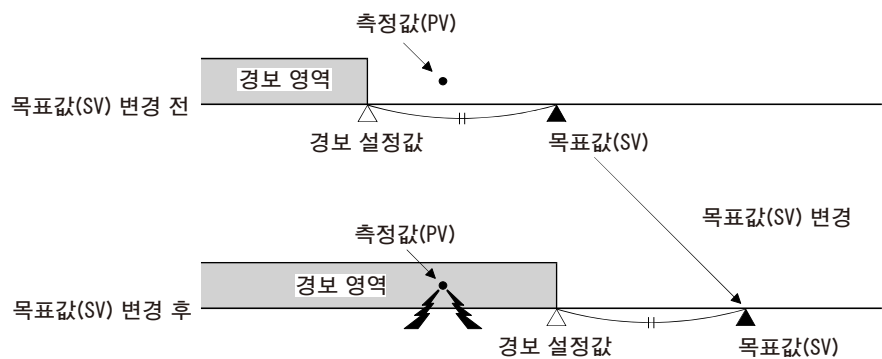 측정값(PV)
경보 영역
목표값(SV) 변경 전
경보 설정값
목표값(SV)
목표값(SV) 변경
측정값(PV)
경보 영역
목표값(SV) 변경 후
경보 설정값
목표값(SV)